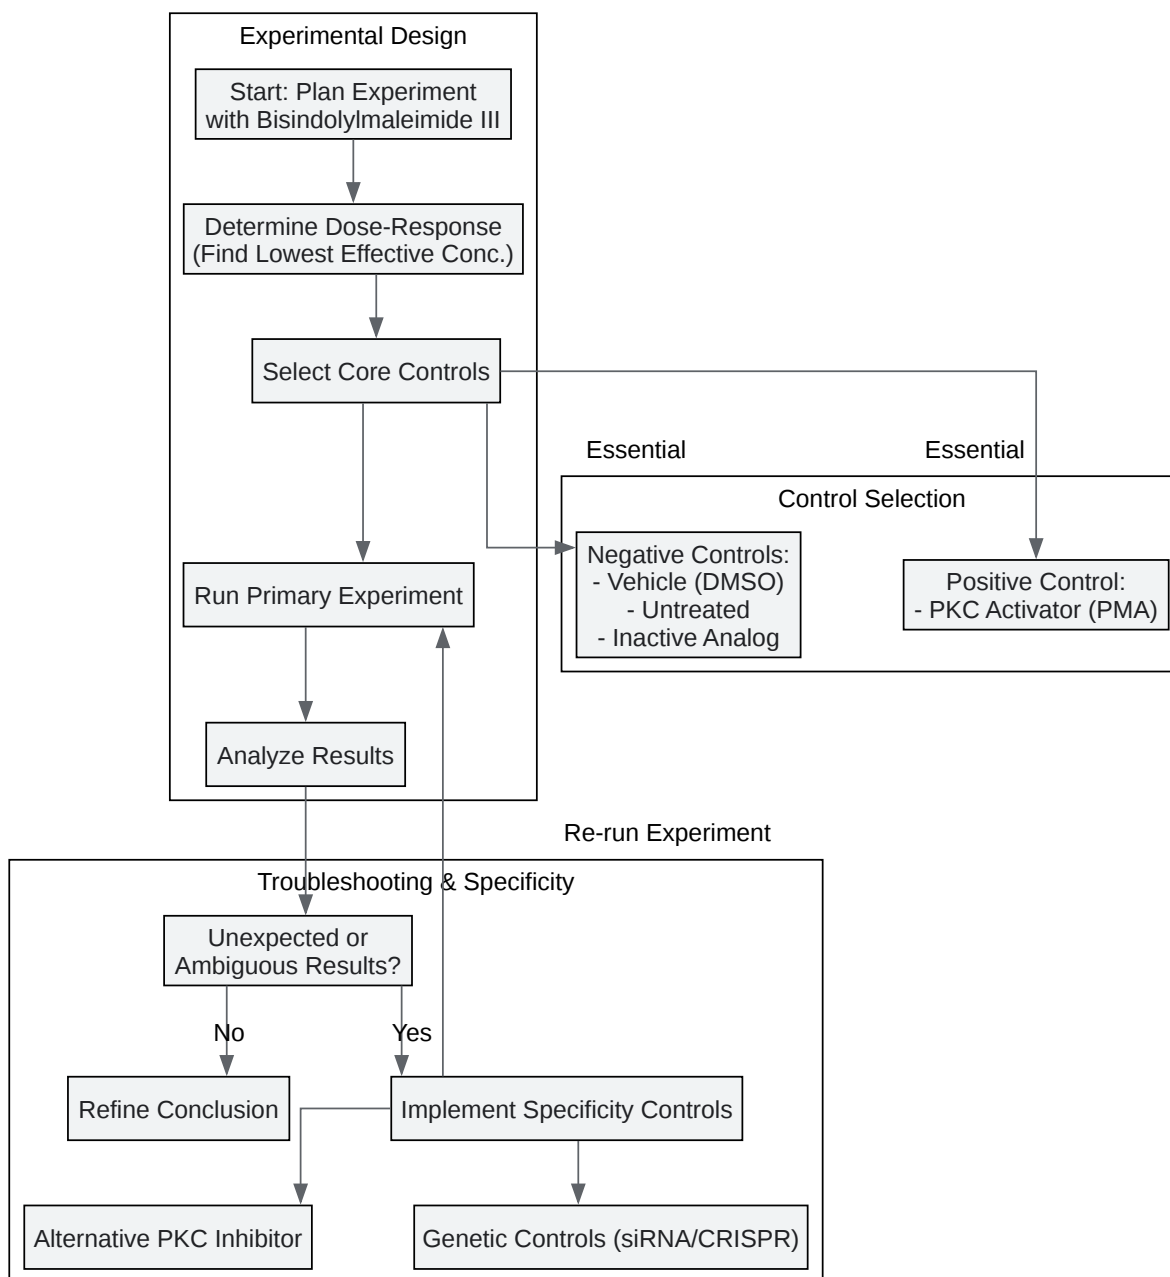 Experimental Design
Start: Plan Experiment
with Bisindolylmaleimide III
Determine Dose-Response
(Find Lowest Effective Conc.)
Select Core Controls
Essential
Essential
Control Selection
Negative Controls:
- Vehicle (DMSO)
- Untreated
- Inactive Analog
Positive Control:
- PKC Activator (PMA)
Run Primary Experiment
Analyze Results
Re-run Experiment
Troubleshooting & Specificity
Unexpected or
Ambiguous Results?
No
Yes
Refine Conclusion
Implement Specificity Controls
Alternative PKC Inhibitor
Genetic Controls (siRNA/CRISPR)